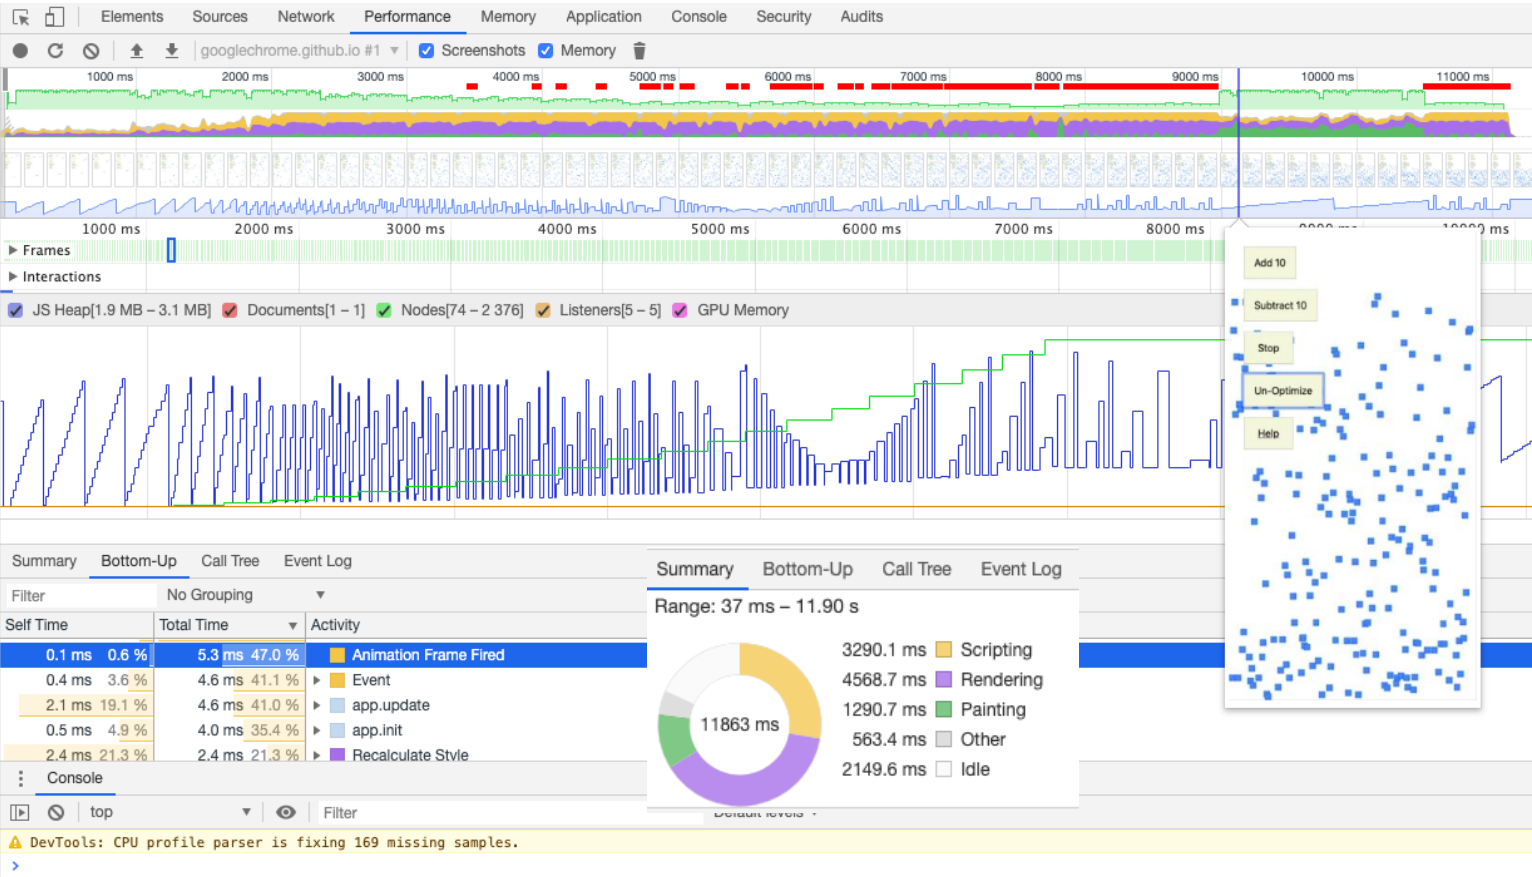 Elements Sources Network Performance Memory Application Console Security Audits
googlechrome.github.io #1 Screenshots Memory
1000 ms 2000 ms 3000 ms 4000 ms 5000 ms 6000 ms 7000 ms 8000 ms 9000 ms 10000 ms 11000 ms
1000 ms 2000 ms 3000 ms 4000 ms 5000 ms 6000 ms 7000 ms 8000 ms 9000 ms 10000 ms
Frames
Interactions
JS Heap[1.9 MB – 3.1 MB] Documents[1 – 1] Nodes[74 – 2 376] Listeners[5 – 5] GPU Memory
Add 10
Subtract 10
Stop
Un-Optimize
Help
Summary Bottom-Up Call Tree Event Log
Filter No Grouping
Self Time Total Time Activity
0.1 ms 0.6 % 5.3 ms 47.0 % Animation Frame Fired
0.4 ms 3.6 % 4.6 ms 41.1 % Event
2.1 ms 19.1 % 4.6 ms 41.0 % app.update
0.5 ms 4.9 % 4.0 ms 35.4 % app.init
2.4 ms 21.3 % 2.4 ms 21.3 % Recalculate Style
Summary Bottom-Up Call Tree Event Log
Range: 37 ms – 11.90 s
11863 ms
3290.1 ms Scripting
4568.7 ms Rendering
1290.7 ms Painting
563.4 ms Other
2149.6 ms Idle
Console
top Filter Default levels
DevTools: CPU profile parser is fixing 169 missing samples.